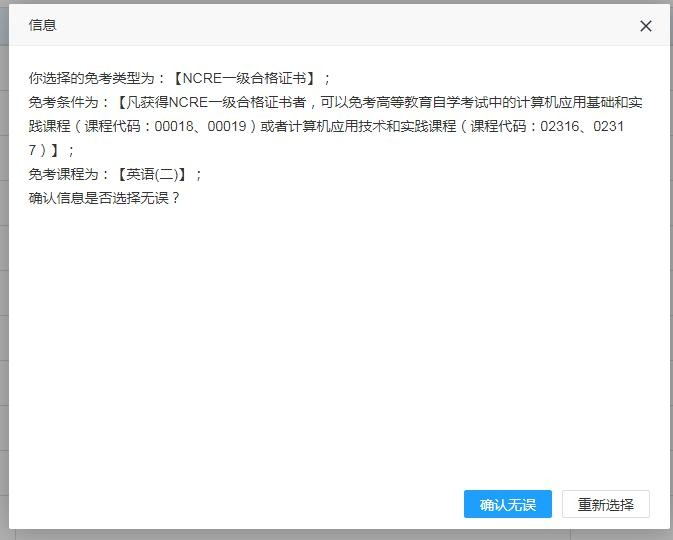 信息
你选择的免考类型为：【NCRE一级合格证书】；
免考条件为：【凡获得NCRE一级合格证书者，可以免考高等教育自学考试中的计算机应用基础和实
践课程（课程代码：00018、00019）或者计算机应用技术和实践课程（课程代码：02316、0231
7）】；
免考课程为：【英语(二)】；
确认信息是否选择无误？
确认无误 重新选择